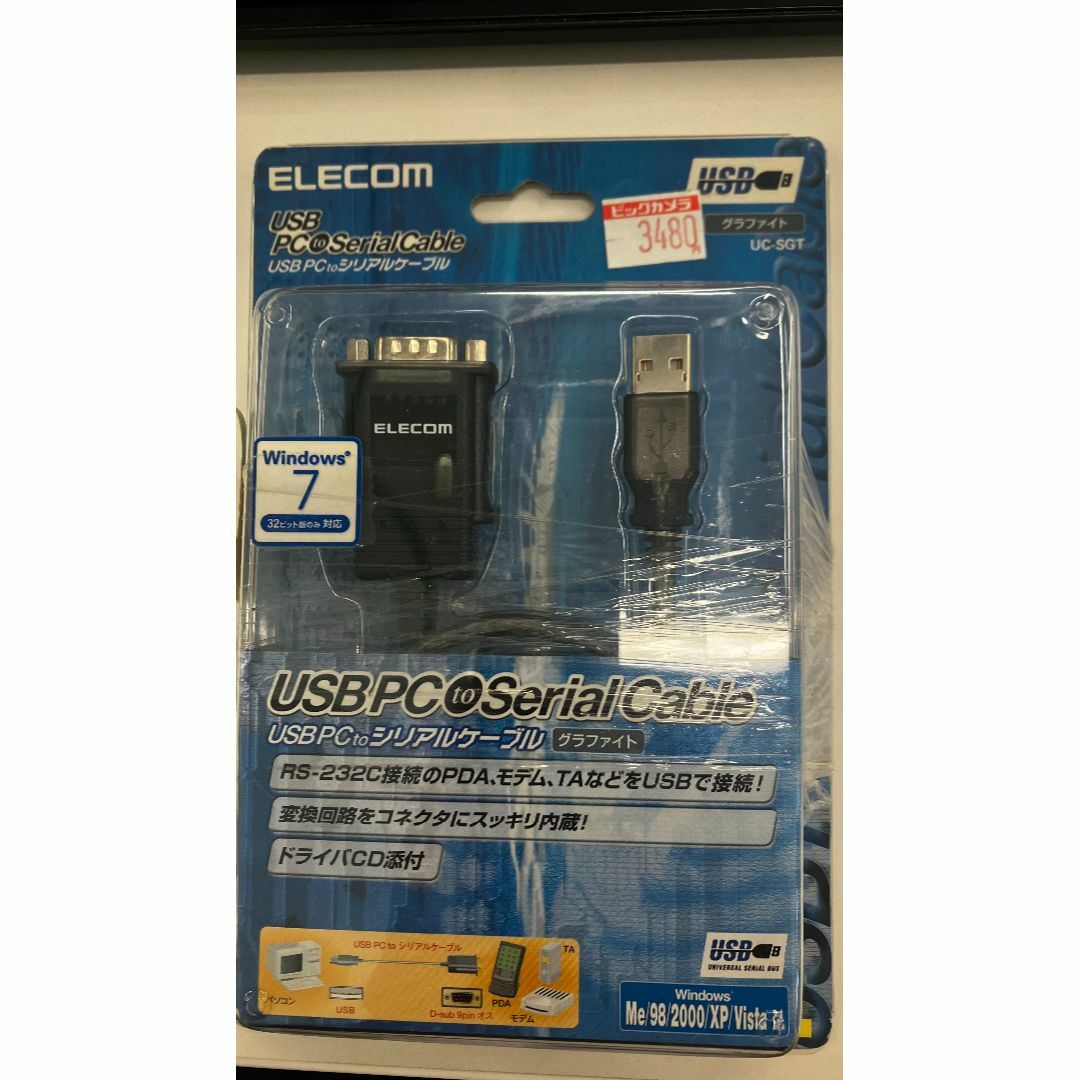 ELECOM
USB
ビックカメラ
3480円
グラファイト
UC-SGT
USB
PC to Serial Cable
USB PC to シリアルケーブル
ELECOM
Windows®
7
32ビット版のみ 対応
USB PC to Serial Cable
USB PC to シリアルケーブル グラファイト
RS-232C接続のPDA、モデム、TAなどをUSBで接続!
変換回路をコネクタにスッキリ内蔵!
ドライバCD添付
USB PC to シリアルケーブル
TA
パソコン
USB
D-sub 9pin オス
PDA
モデム
USB
UNIVERSAL SERIAL BUS
Windows®
Me/98/2000/XP/Vista